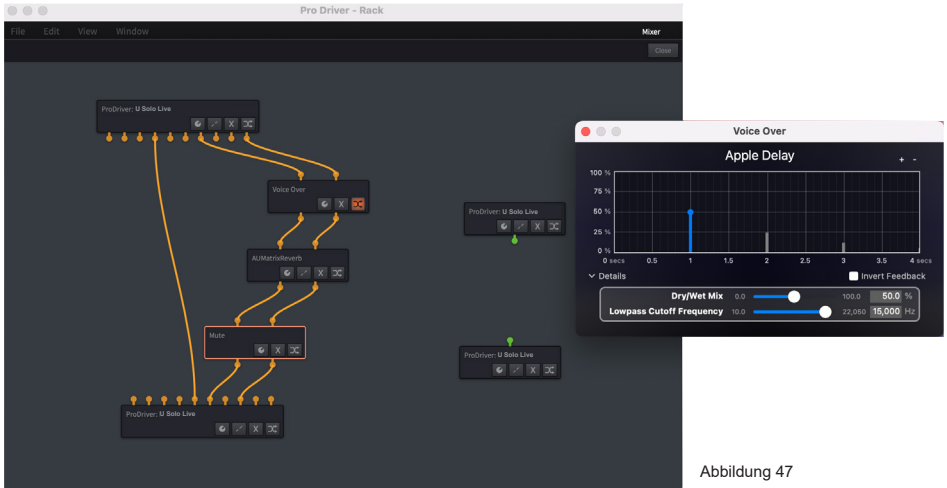 Pro Driver - Rack
File Edit View Window Mixer
Close
ProDriver: U Solo Live
X
Voice Over
X
AUMatrixReverb
X
Mute
X
ProDriver: U Solo Live
X
ProDriver: U Solo Live
X
ProDriver: U Solo Live
X
Voice Over
Apple Delay
+ -
100 %
75 %
50 %
25 %
0 %
0 secs 0.5 1 1.5 2 2.5 3 3.5 4 secs
Details Invert Feedback
Dry/Wet Mix 0.0 100.0 50.0 %
Lowpass Cutoff Frequency 10.0 22,050 15,000 Hz
Abbildung 47